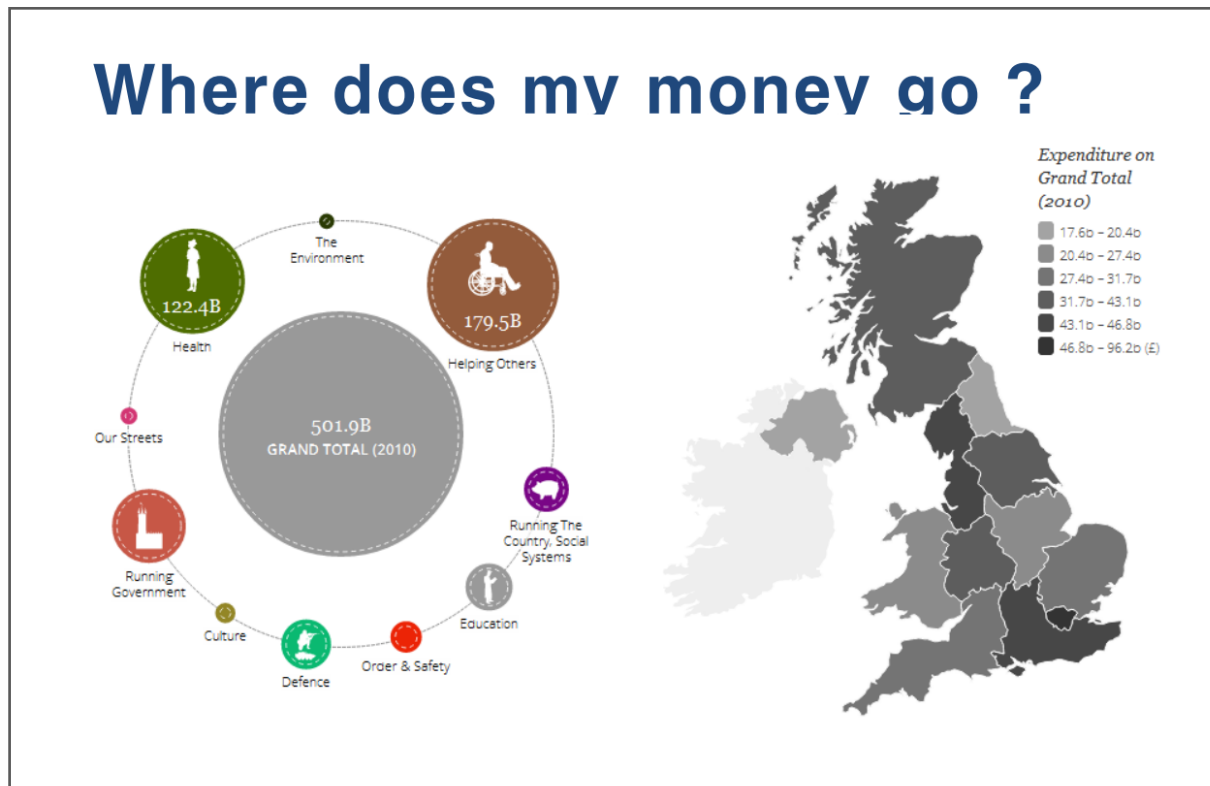 Where does my money go ?
Expenditure on
Grand Total
(2010)
17.6b – 20.4b
20.4b – 27.4b
27.4b – 31.7b
31.7b – 43.1b
43.1b – 46.8b
46.8b – 96.2b (£)
The
Environment
122.4B
Health
179.5B
Helping Others
501.9B
GRAND TOTAL (2010)
Our Streets
Running The
Country, Social
Systems
Running
Government
Education
Culture
Order & Safety
Defence